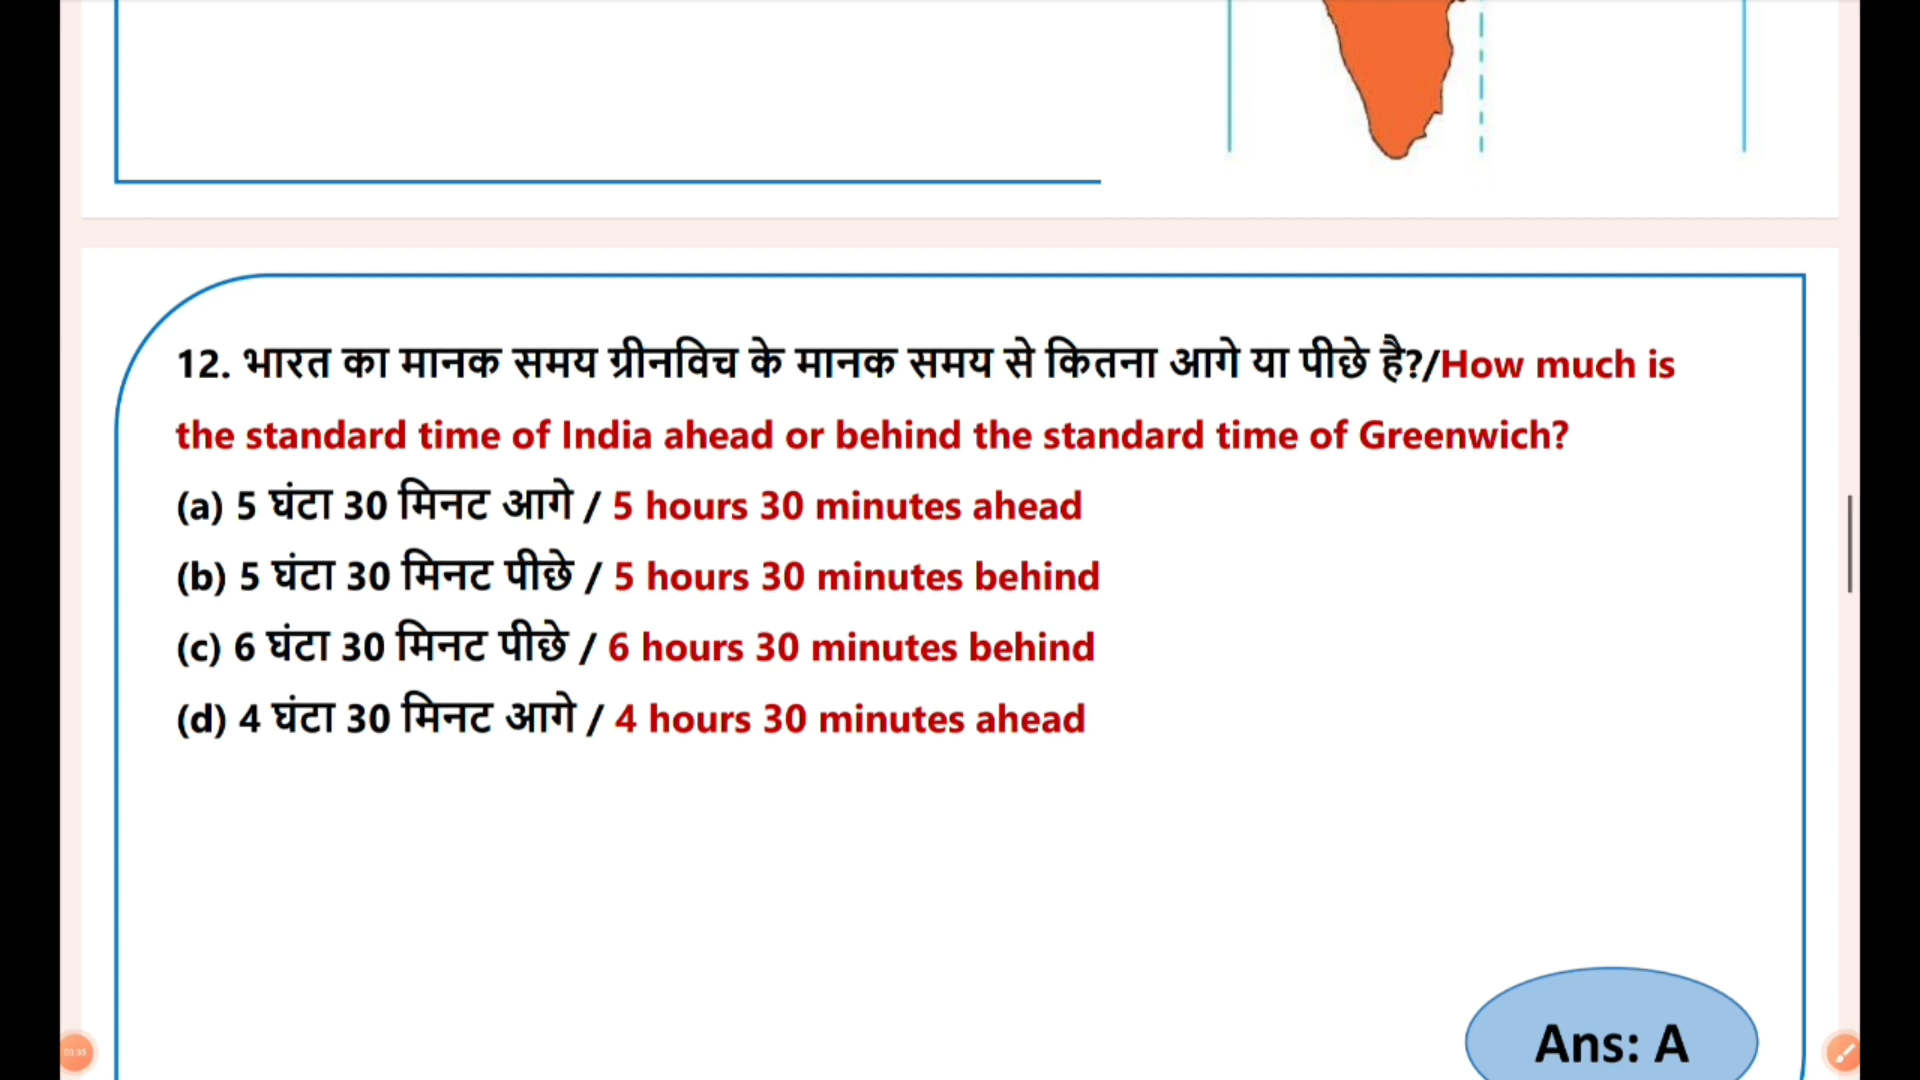 12. भारत का मानक समय ग्रीनविच के मानक समय से कितना आगे या पीछे है?/How much is
the standard time of India ahead or behind the standard time of Greenwich?
(a) 5 घंटा 30 मिनट आगे / 5 hours 30 minutes ahead
(b) 5 घंटा 30 मिनट पीछे / 5 hours 30 minutes behind
(c) 6 घंटा 30 मिनट पीछे / 6 hours 30 minutes behind
(d) 4 घंटा 30 मिनट आगे / 4 hours 30 minutes ahead
Ans: A